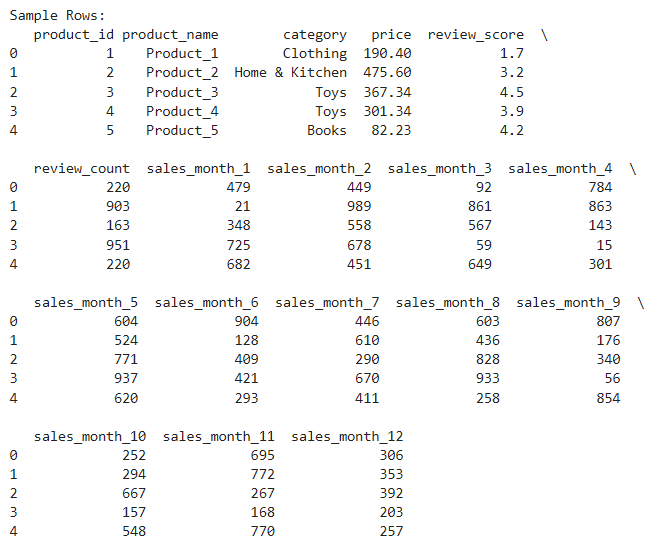 Sample Rows:
   product_id product_name        category   price  review_score  \
0           1    Product_1        Clothing  190.40           1.7
1           2    Product_2  Home & Kitchen  475.60           3.2
2           3    Product_3            Toys  367.34           4.5
3           4    Product_4            Toys  301.34           3.9
4           5    Product_5           Books   82.23           4.2
   review_count  sales_month_1  sales_month_2  sales_month_3  sales_month_4  \
0           220            479            449             92            784
1           903             21            989            861            863
2           163            348            558            567            143
3           951            725            678             59             15
4           220            682            451            649            301
   sales_month_5  sales_month_6  sales_month_7  sales_month_8  sales_month_9  \
0            604            904            446            603            807
1            524            128            610            436            176
2            771            409            290            828            340
3            937            421            670            933             56
4            620            293            411            258            854
   sales_month_10  sales_month_11  sales_month_12
0             252             695             306
1             294             772             353
2             667             267             392
3             157             168             203
4             548             770             257